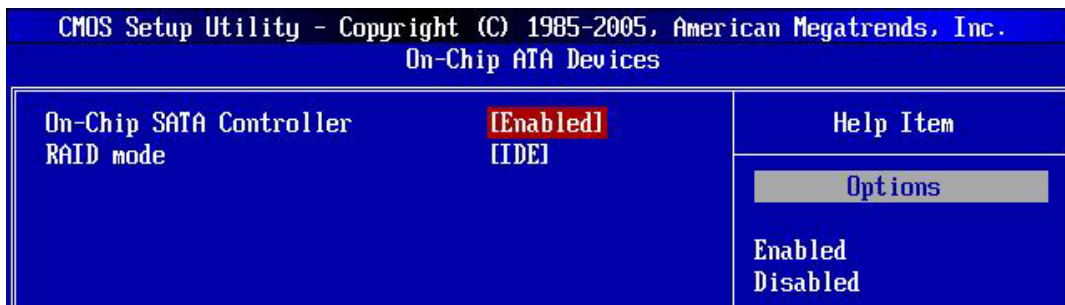 CMOS Setup Utility - Copyright (C) 1985-2005, American Megatrends, Inc.
On-Chip ATA Devices
On-Chip SATA Controller [Enabled]
RAID mode [IDE]
Help Item
Options
Enabled
Disabled